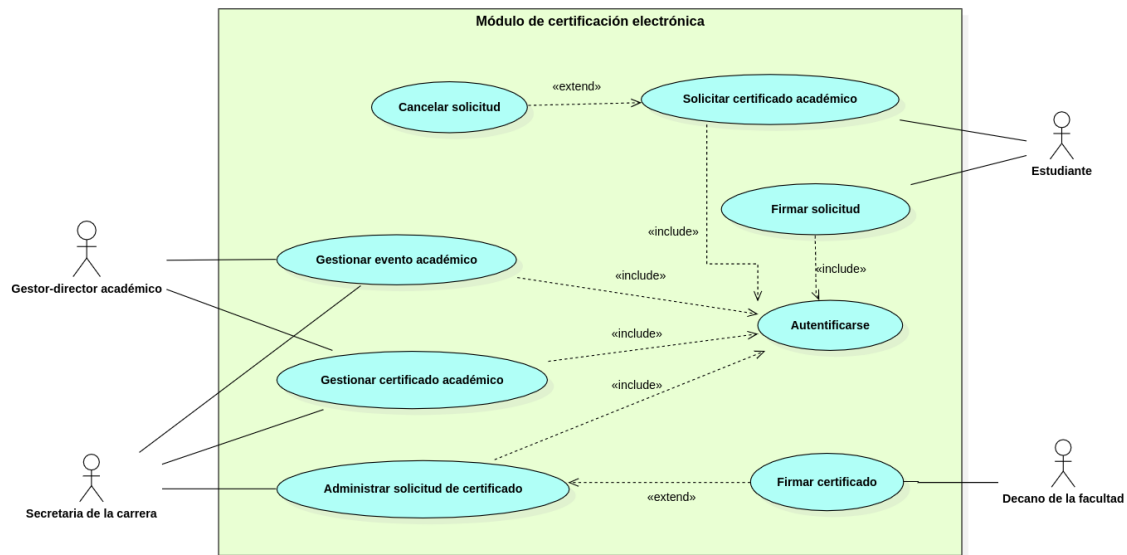 Módulo de certificación electrónica
Cancelar solicitud
«extend»
Solicitar certificado académico
Estudiante
Firmar solicitud
«include»
«include»
Gestor-director académico
Gestionar evento académico
«include»
Autentificarse
«include»
Gestionar certificado académico
«include»
Secretaria de la carrera
Administrar solicitud de certificado
«extend»
Firmar certificado
Decano de la facultad